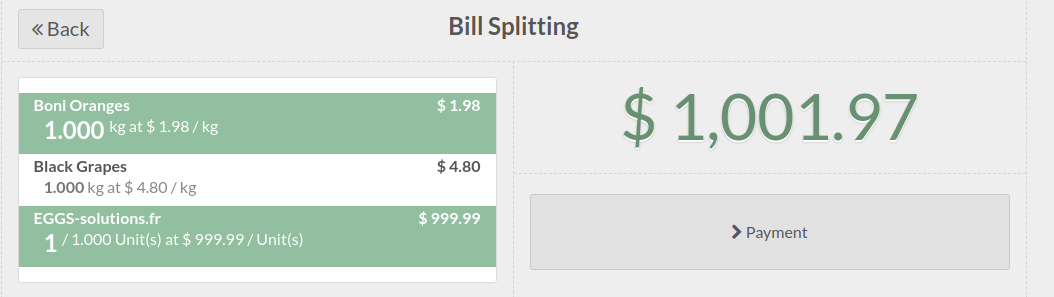 Back
Bill Splitting
Boni Oranges $ 1.98
1.000 kg at $ 1.98 / kg
Black Grapes $ 4.80
1.000 kg at $ 4.80 / kg
EGGS-solutions.fr $ 999.99
1 / 1.000 Unit(s) at $ 999.99 / Unit(s)
$ 1,001.97
Payment